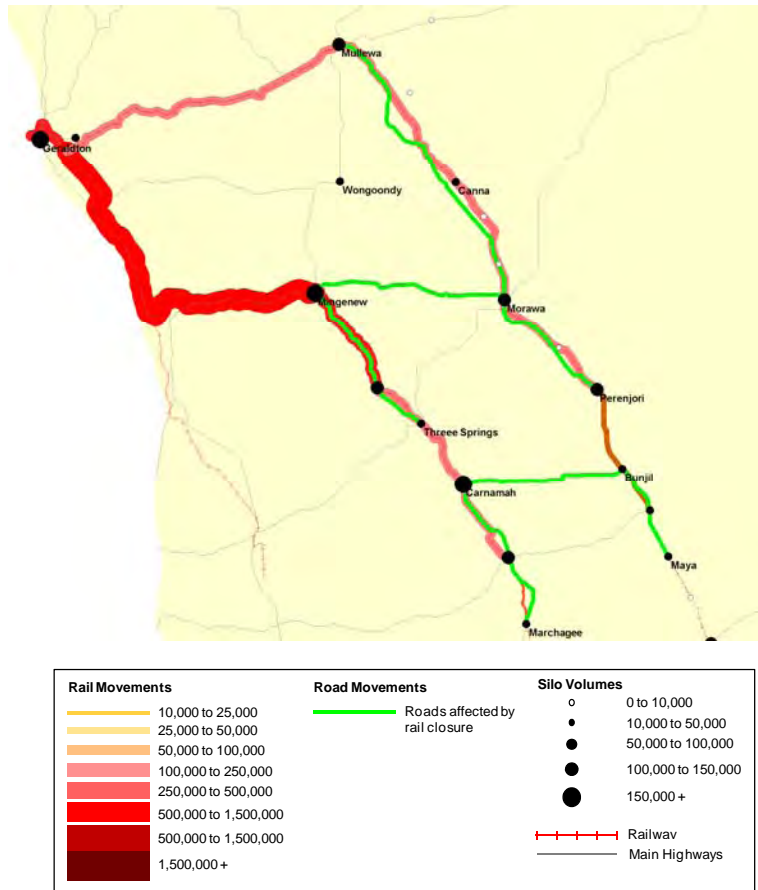 Mullewa
Geraldton
Canna
Wongoondy
Mingenew
Morawa
Perenjori
Threee Springs
Bunjil
Carnamah
Maya
Marchagee
Rail Movements
10,000 to 25,000
25,000 to 50,000
50,000 to 100,000
100,000 to 250,000
250,000 to 500,000
500,000 to 1,500,000
500,000 to 1,500,000
1,500,000 +
Road Movements
Roads affected by
rail closure
Silo Volumes
0 to 10,000
10,000 to 50,000
50,000 to 100,000
100,000 to 150,000
150,000 +
Railwav
Main Highways